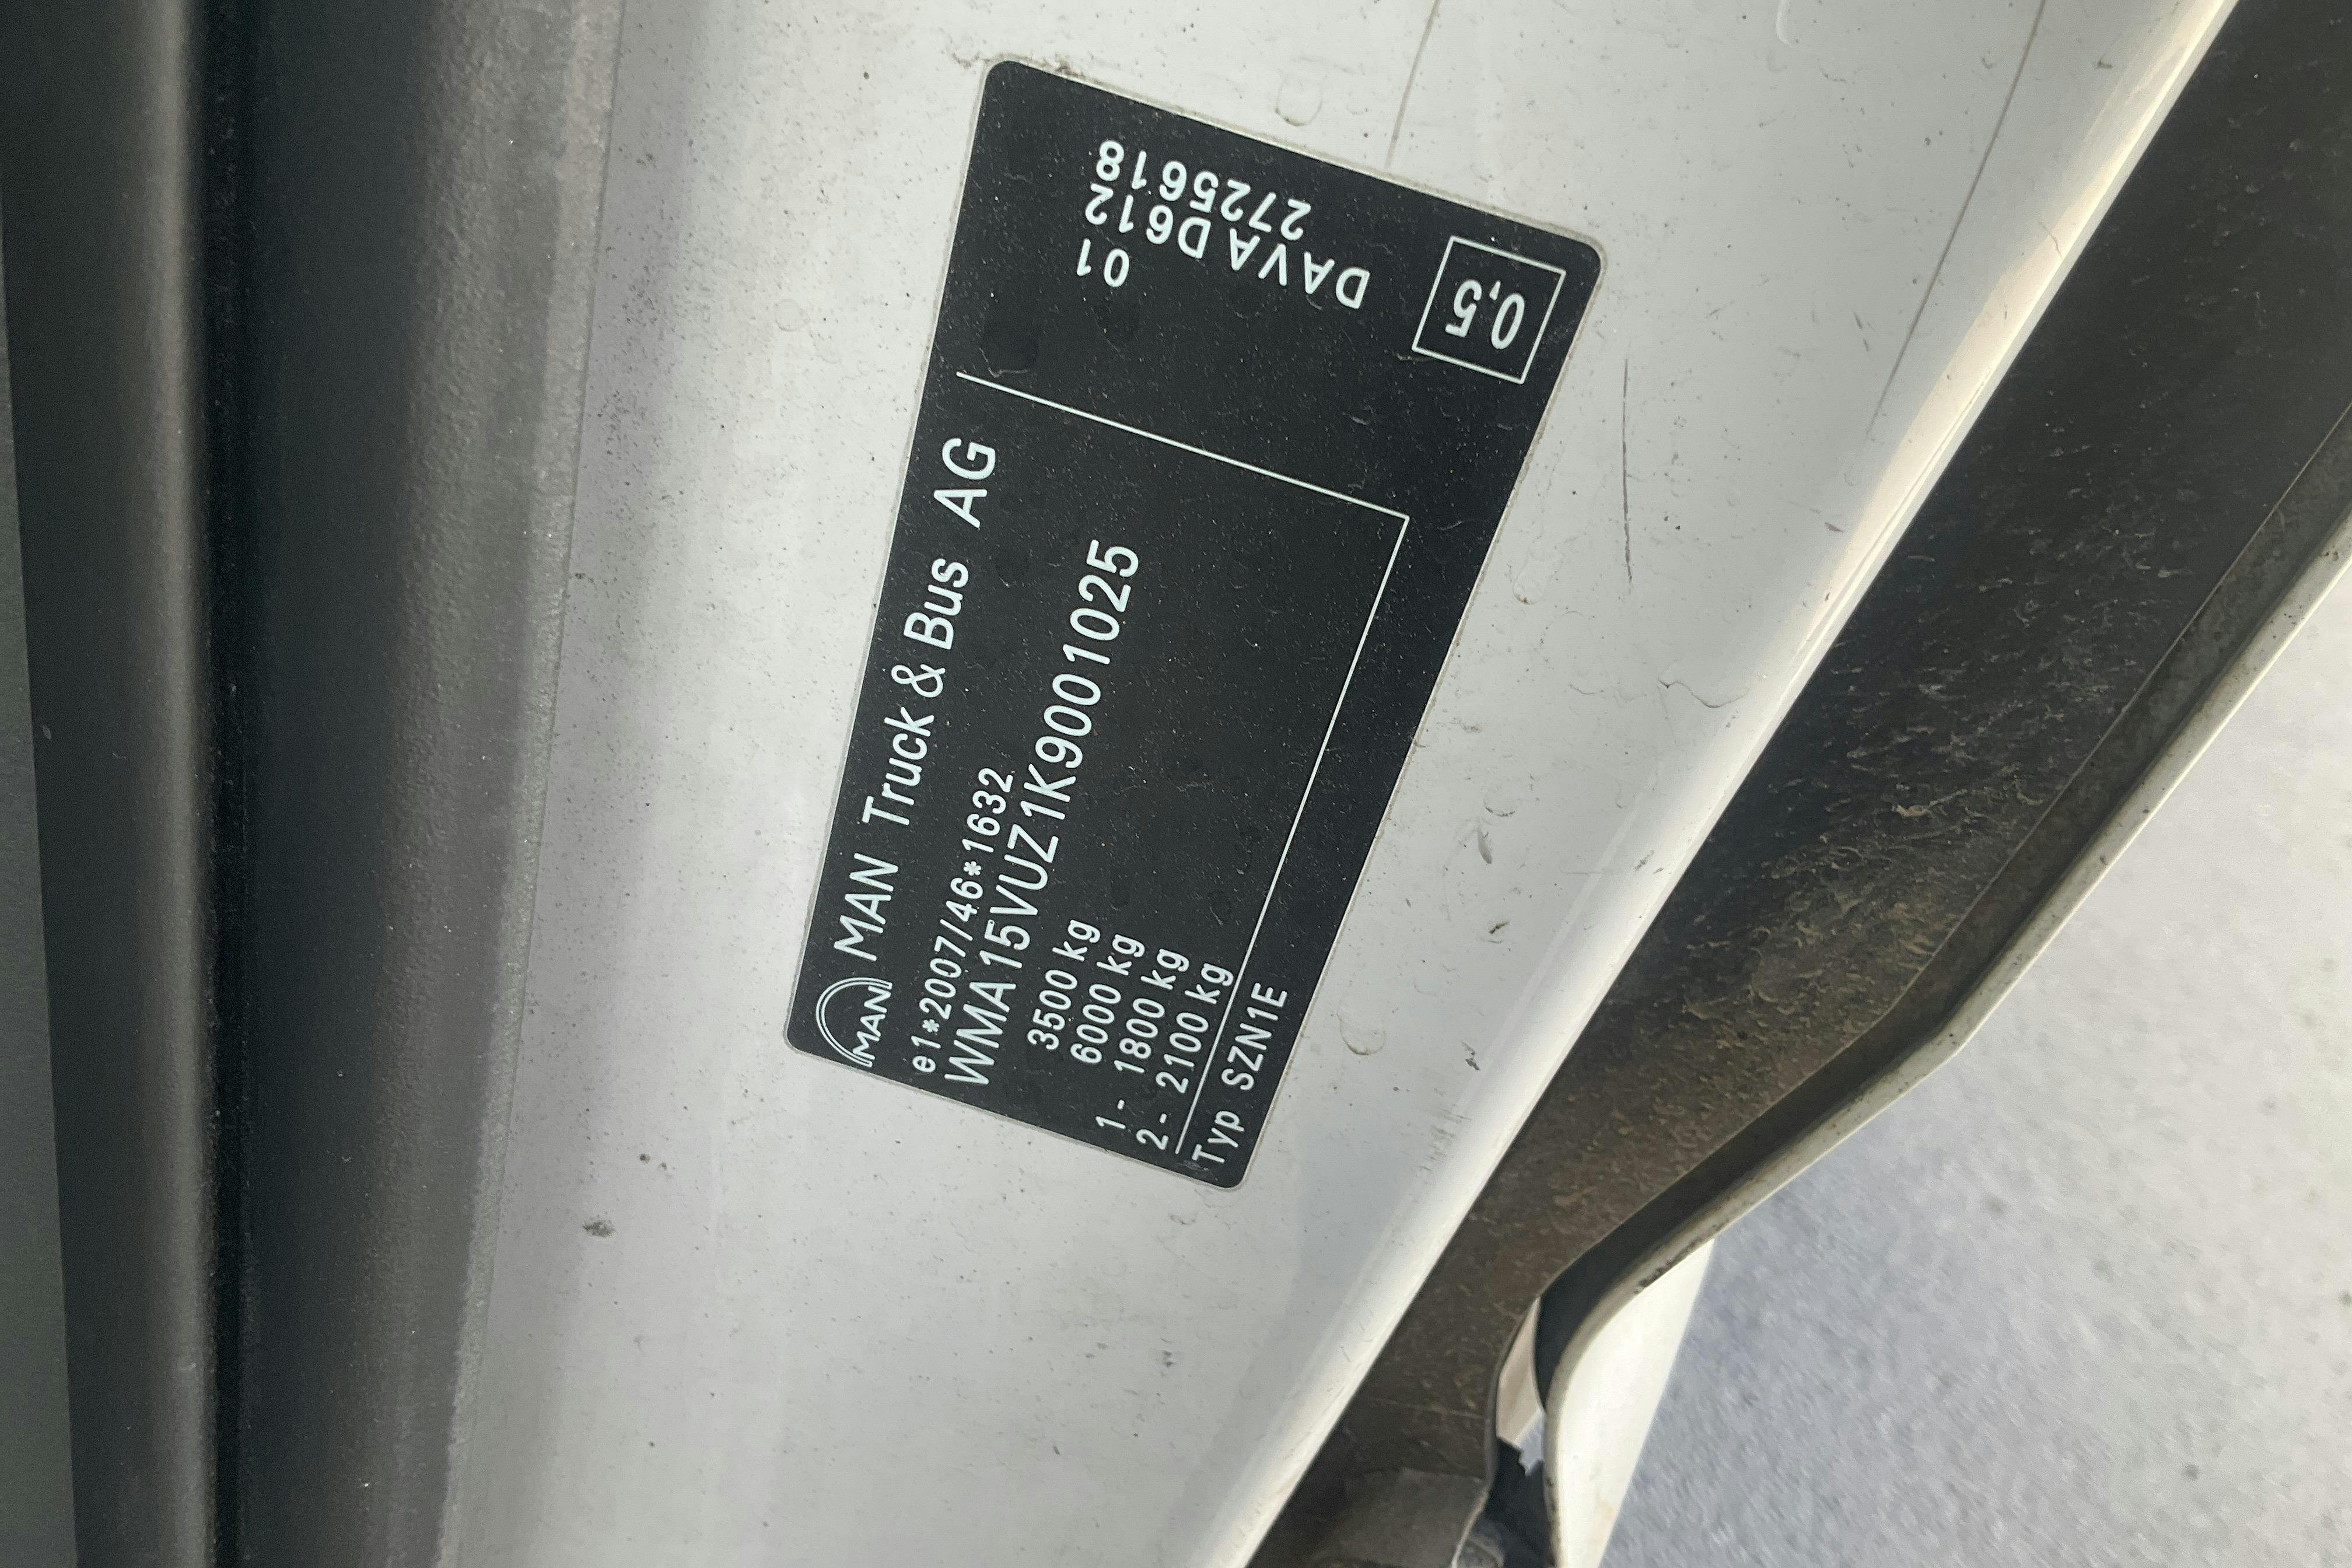 MAN MAN Truck & Bus AG
e1*2007/46*1632
WMA15VUZ1K9001025
3500 kg
6000 kg
1- 1800 kg
2- 2100 kg
Typ SZN1E
0,5
DAVA D612
2725618
01